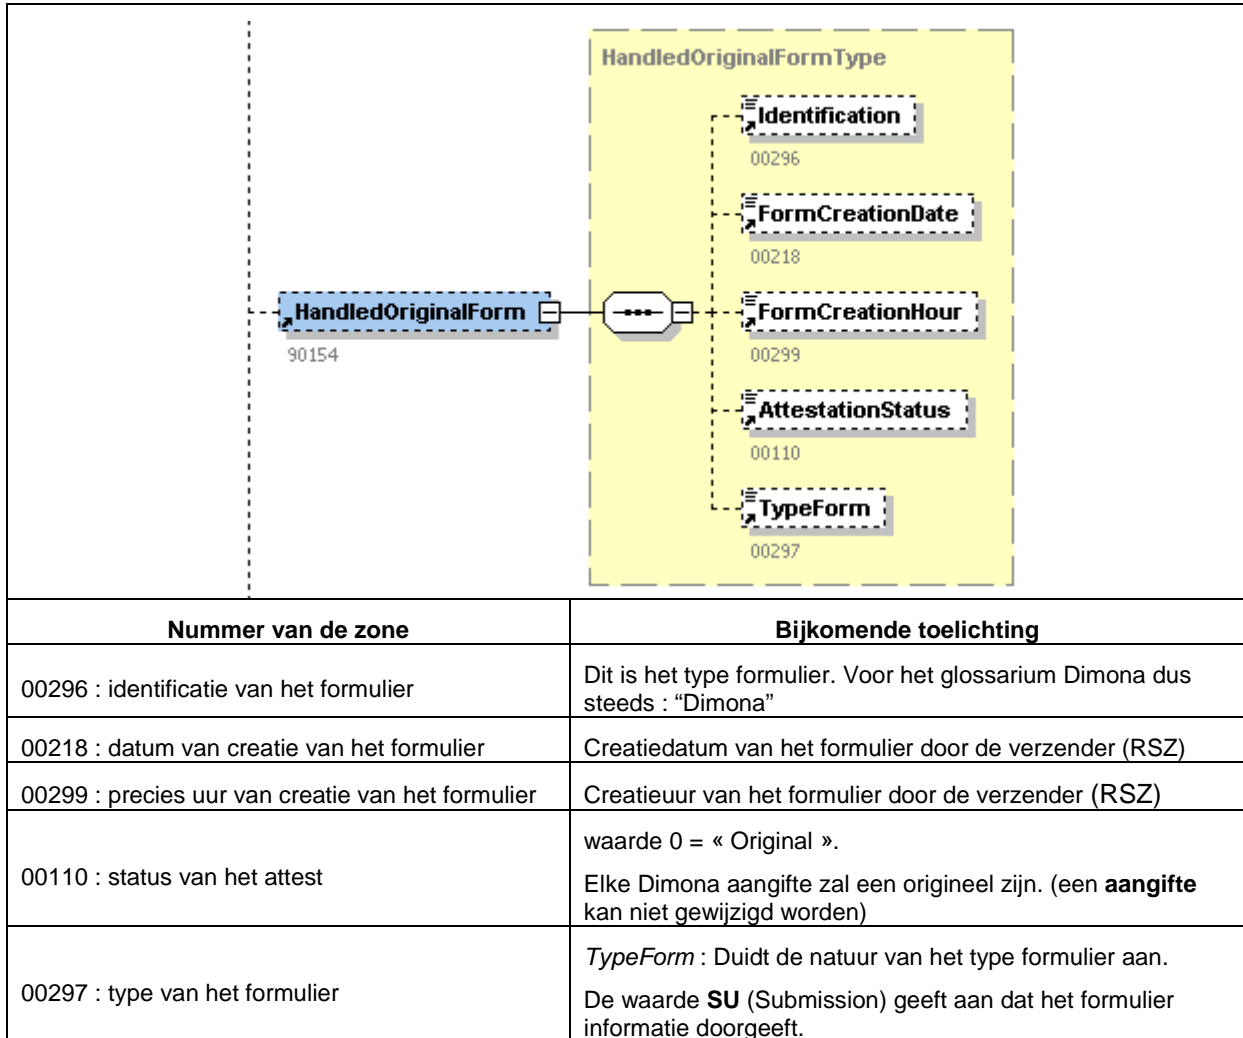 HandledOriginalFormType
Identification
00296
FormCreationDate
00218
HandledOriginalForm
90154
FormCreationHour
00299
AttestationStatus
00110
TypeForm
00297
Nummer van de zone
Bijkomende toelichting
00296 : identificatie van het formulier
Dit is het type formulier. Voor het glossarium Dimona dus
steeds : “Dimona”
00218 : datum van creatie van het formulier
Creatiedatum van het formulier door de verzender (RSZ)
00299 : precies uur van creatie van het formulier
Creatieuur van het formulier door de verzender (RSZ)
00110 : status van het attest
waarde 0 = « Original ».
Elke Dimona aangifte zal een origineel zijn. (een aangifte
kan niet gewijzigd worden)
00297 : type van het formulier
TypeForm : Duidt de natuur van het type formulier aan.
De waarde SU (Submission) geeft aan dat het formulier
informatie doorgeeft.